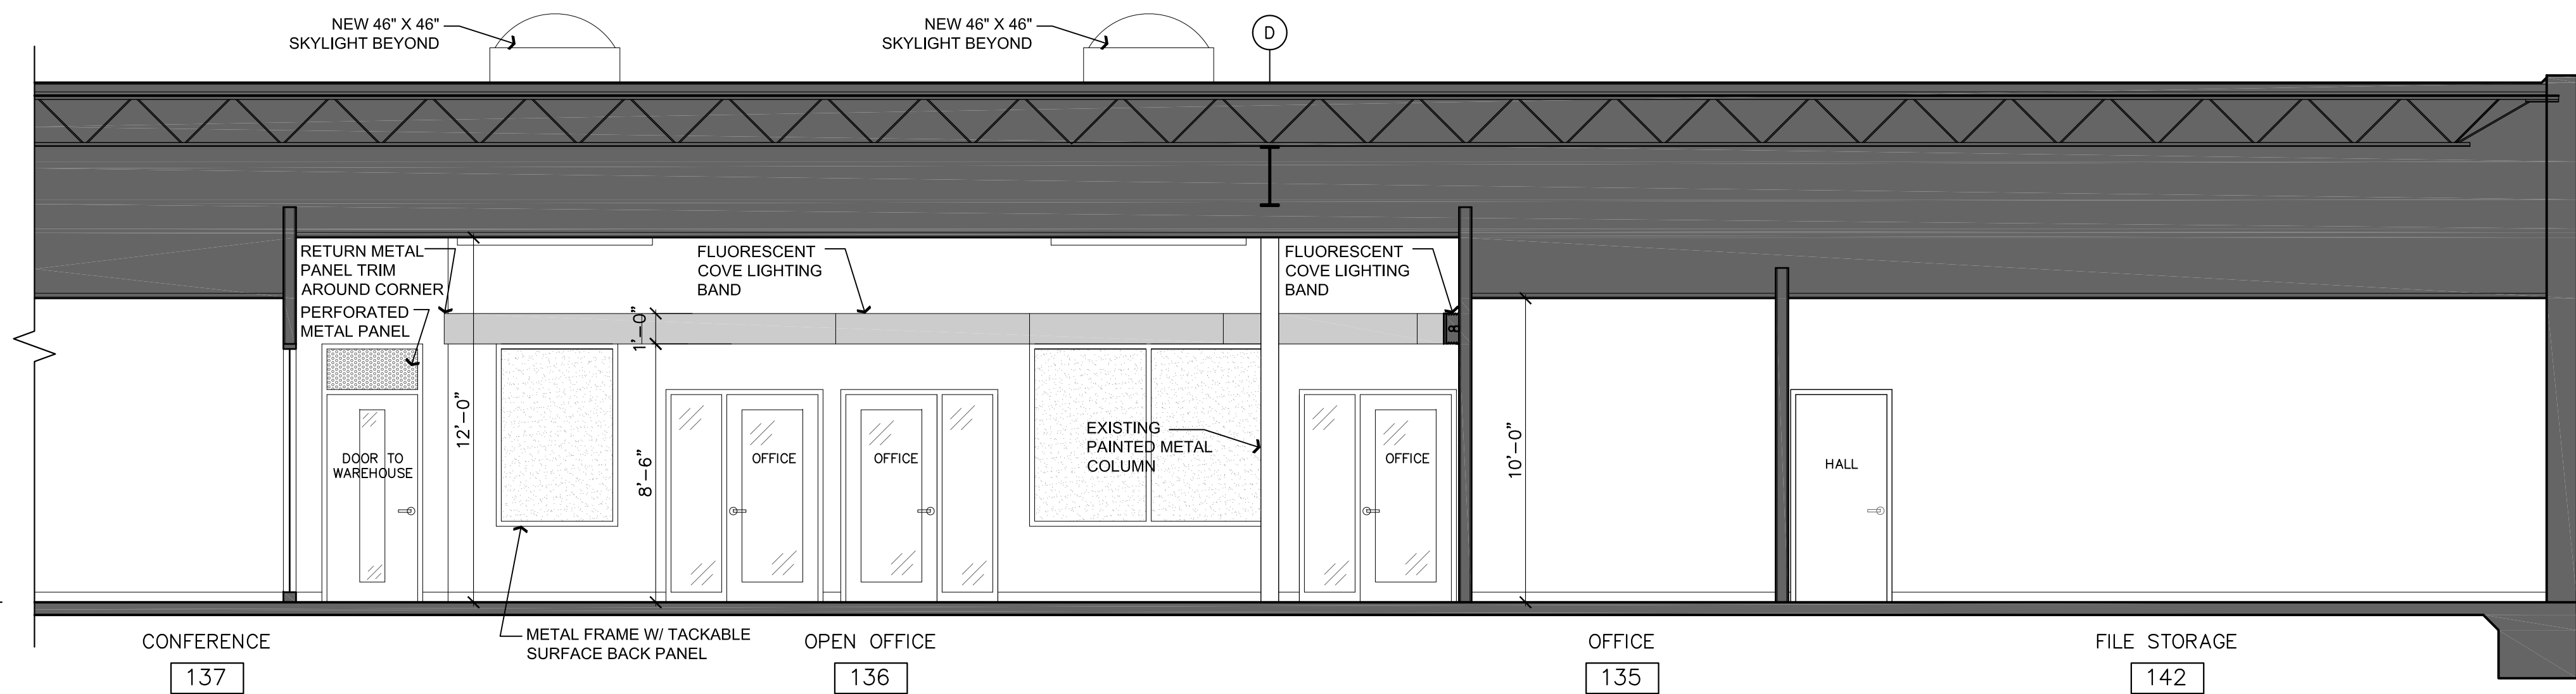 NEW 46" X 46"
SKYLIGHT BEYOND
NEW 46" X 46"
SKYLIGHT BEYOND
D
RETURN METAL
PANEL TRIM
AROUND CORNER
PERFORATED
METAL PANEL
FLUORESCENT
COVE LIGHTING
BAND
FLUORESCENT
COVE LIGHTING
BAND
1'-0"
12'-0"
8'-6"
10'-0"
EXISTING
PAINTED METAL
COLUMN
DOOR TO
WAREHOUSE
OFFICE
OFFICE
OFFICE
HALL
METAL FRAME W/ TACKABLE
SURFACE BACK PANEL
CONFERENCE
137
OPEN OFFICE
136
OFFICE
135
FILE STORAGE
142